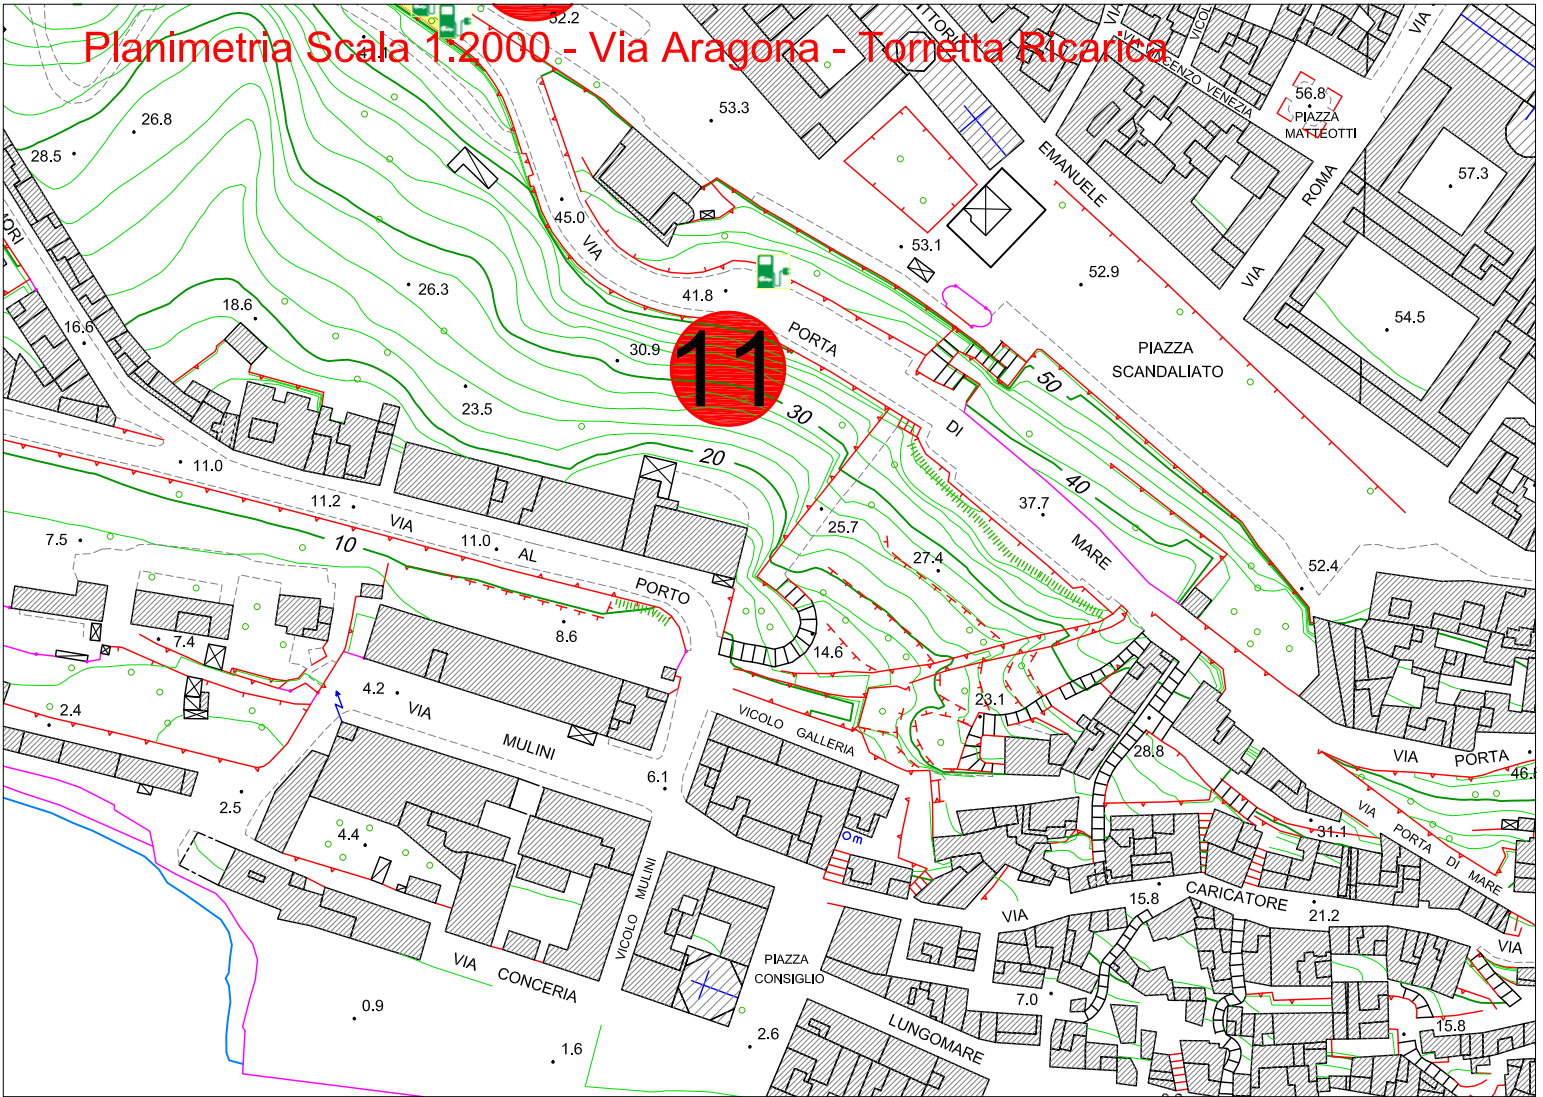 Planimetria Scala 1:2000 - Via Aragona - Torretta Ricarica
52.2
VIA
VIA
56.8
PIAZZA
MATTEOTTI
VENEZIA
26.8
28.5
53.3
EMANUELE
ROMA
57.3
45.0
VIA
53.1
52.9
VIA
26.3
41.8
18.6
16.6
54.5
30.9
PORTA
11
PIAZZA
SCANDALIATO
50
23.5
30
DI
20
11.0
40
11.2
VIA
37.7
25.7
10
11.0
AL
7.5
MARE
27.4
52.4
PORTO
8.6
7.4
14.6
4.2
VIA
23.1
2.4
VICOLO GALLERIA
MULINI
28.8
VIA PORTA
6.1
2.5
VIA PORTA DI MARE
31.1
4.4
Om
VICOLO MULINI
15.8
CARICATORE
21.2
VIA
VIA
VIA CONCERIA
PIAZZA
CONSIGLIO
0.9
7.0
LUNGOMARE
15.8
2.6
1.6